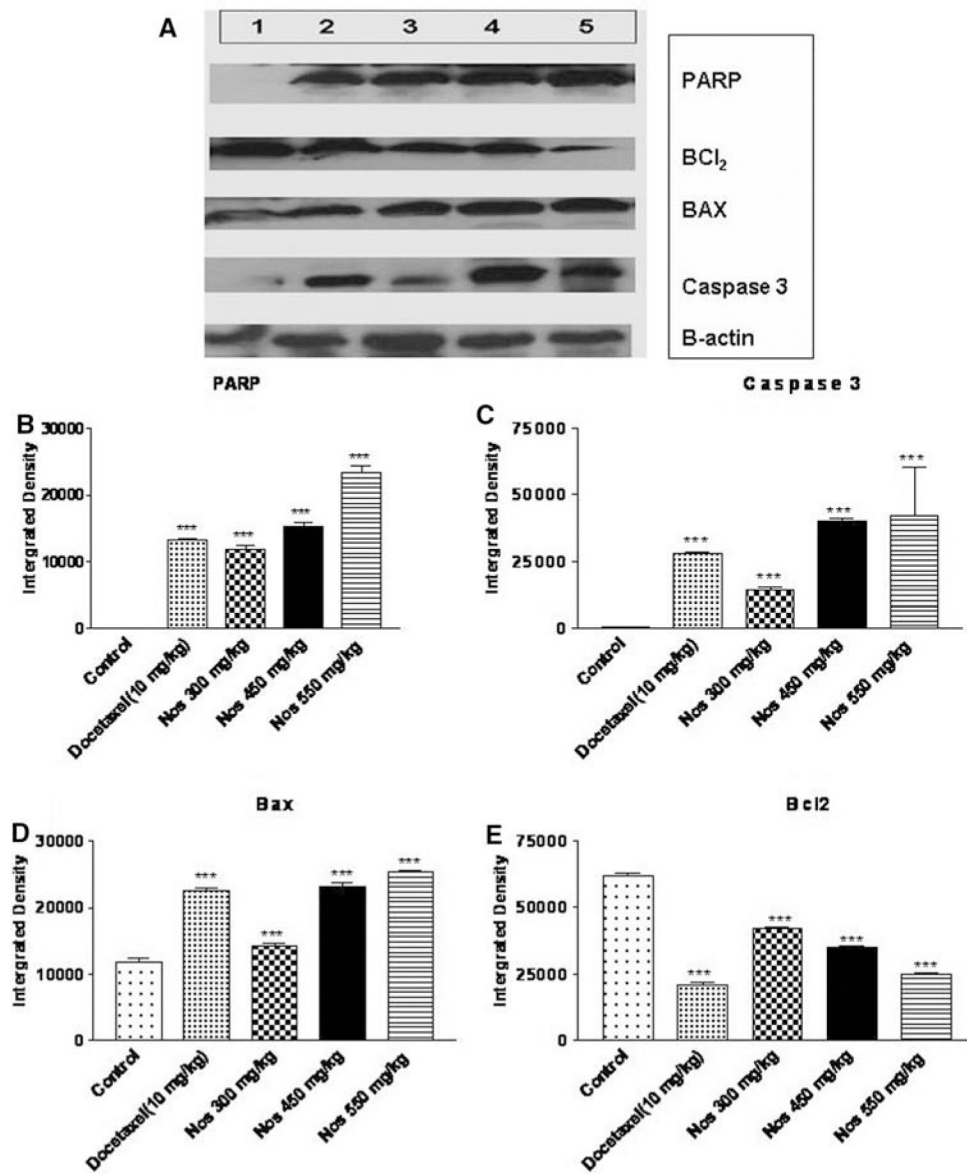 A
1 2 3 4 5
PARP
BCl₂
BAX
Caspase 3
B-actin
PARP
B
Intergrated Density
30000
20000
10000
0
***
***
***
***
Control
Docetaxel(10 mg/kg)
Nos 300 mg/kg
Nos 450 mg/kg
Nos 550 mg/kg
Caspase 3
C
Intergrated Density
75000
50000
25000
0
***
***
***
***
Control
Docetaxel(10 mg/kg)
Nos 300 mg/kg
Nos 450 mg/kg
Nos 550 mg/kg
Bax
D
Intergrated Density
30000
20000
10000
0
***
***
***
***
Control
Docetaxel(10 mg/kg)
Nos 300 mg/kg
Nos 450 mg/kg
Nos 550 mg/kg
Bcl2
E
Intergrated Density
75000
50000
25000
0
***
***
***
***
Control
Docetaxel(10 mg/kg)
Nos 300 mg/kg
Nos 450 mg/kg
Nos 550 mg/kg